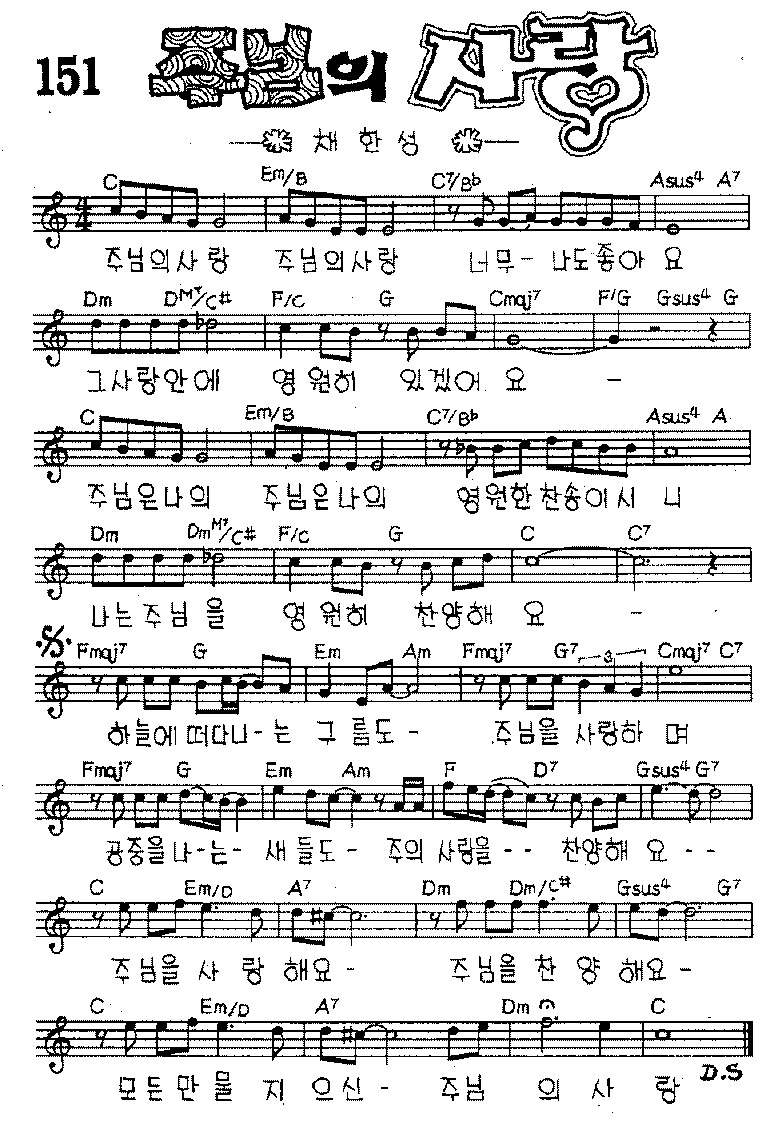 151 주님의 사랑
채한성
C Em/B C7/Bb Asus4 A7
주님의사랑 주님의사랑 너무- 나도좋아 요
Dm DM7/C# F/C G Cmaj7 F/G Gsus4 G
그사랑안에 영원히 있겠어 요 -
C Em/B C7/Bb Asus4 A
주님은나의 주님은나의 영원한찬송이시 니
Dm DmM7/C# F/C G C C7
나는주님을 영원히 찬양해 요 -
Fmaj7 G Em Am Fmaj7 G7 3 Cmaj7 C7
하늘에떠다니-는 구름도- 주님을 사랑하 며
Fmaj7 G Em Am F D7 Gsus4 G7
공중을나-는- 새들도- 주의 사랑을-- 찬양해 요--
C Em/D A7 Dm Dm/C# Gsus4 G7
주님을 사 랑 해요- 주님을 찬 양 해요-
C Em/D A7 Dm C
모든만 물 지 으신- 주님 의 사 랑
D.S